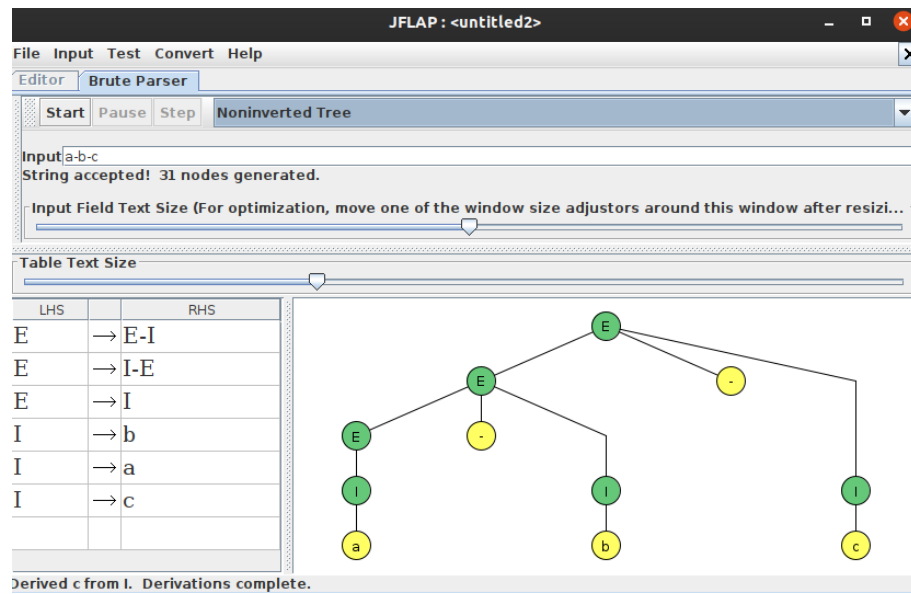 JFLAP : <untitled2>
File Input Test Convert Help
Editor Brute Parser
Start Pause Step Noninverted Tree
Input a-b-c
String accepted! 31 nodes generated.
Input Field Text Size (For optimization, move one of the window size adjustors around this window after resizi...
Table Text Size
LHS RHS
E → E-I
E → I-E
E → I
I → b
I → a
I → c
E
E -
E -
I I I
a b c
Derived c from I. Derivations complete.